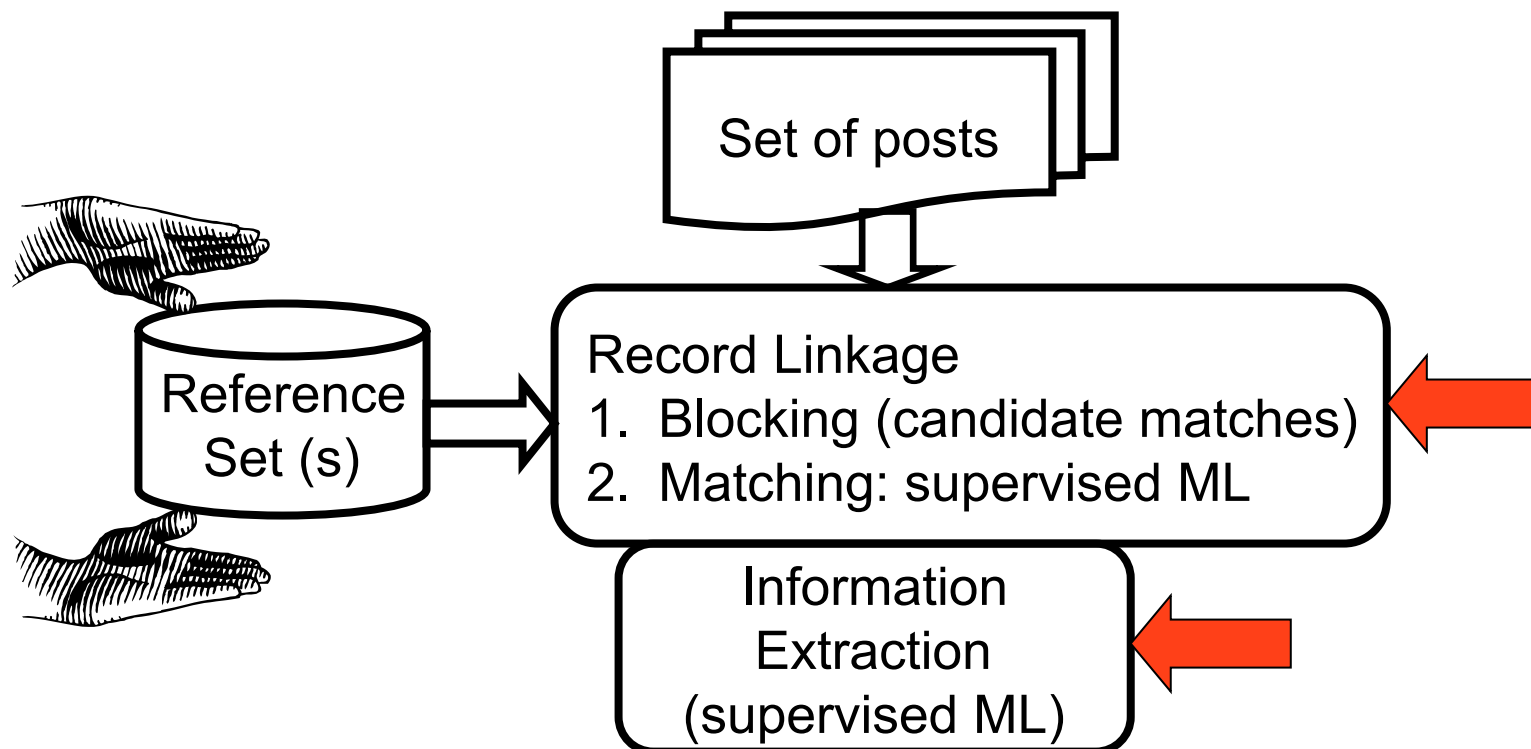 Set of posts
Reference
Set (s)
Record Linkage
1. Blocking (candidate matches)
2. Matching: supervised ML
Information
Extraction
(supervised ML)